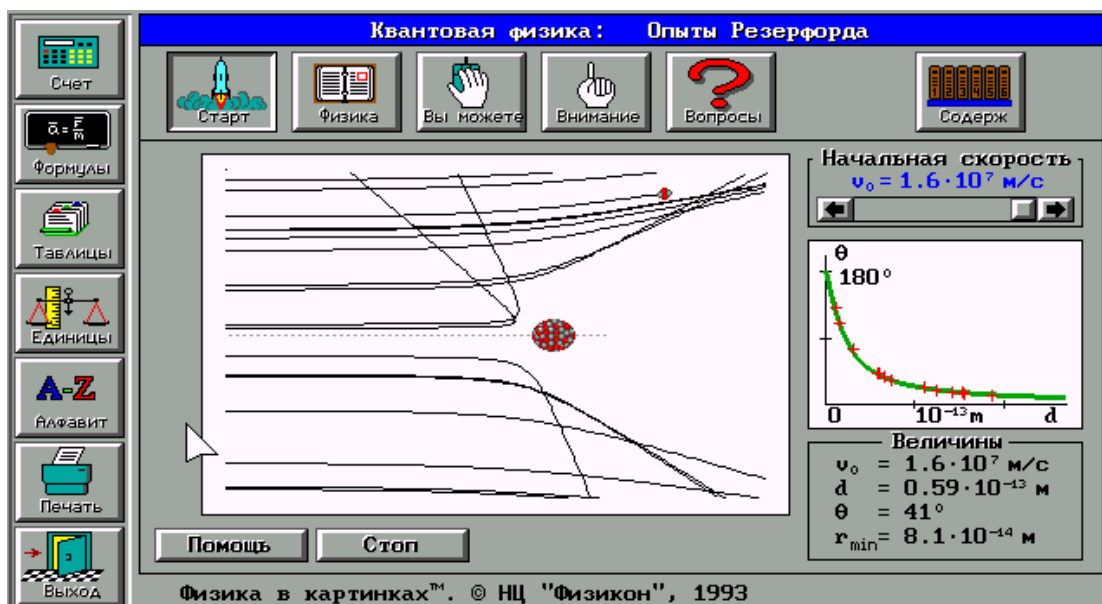 Квантовая физика: Опыты Резерфорда
Счет
Старт
Физика
Вы можете
Внимание
Вопросы
Содерж
a = F/m
Формулы
Таблицы
Единицы
A-Z
Алфавит
Печать
Выход
Начальная скорость
v₀ = 1.6·10⁷ м/с
θ
180°
0 10⁻¹³ м d
Величины
v₀ = 1.6·10⁷ м/с
d = 0.59·10⁻¹³ м
θ = 41°
rmin = 8.1·10⁻¹⁴ м
Помощь
Стоп
Физика в картинках™. © НЦ "Физикон", 1993